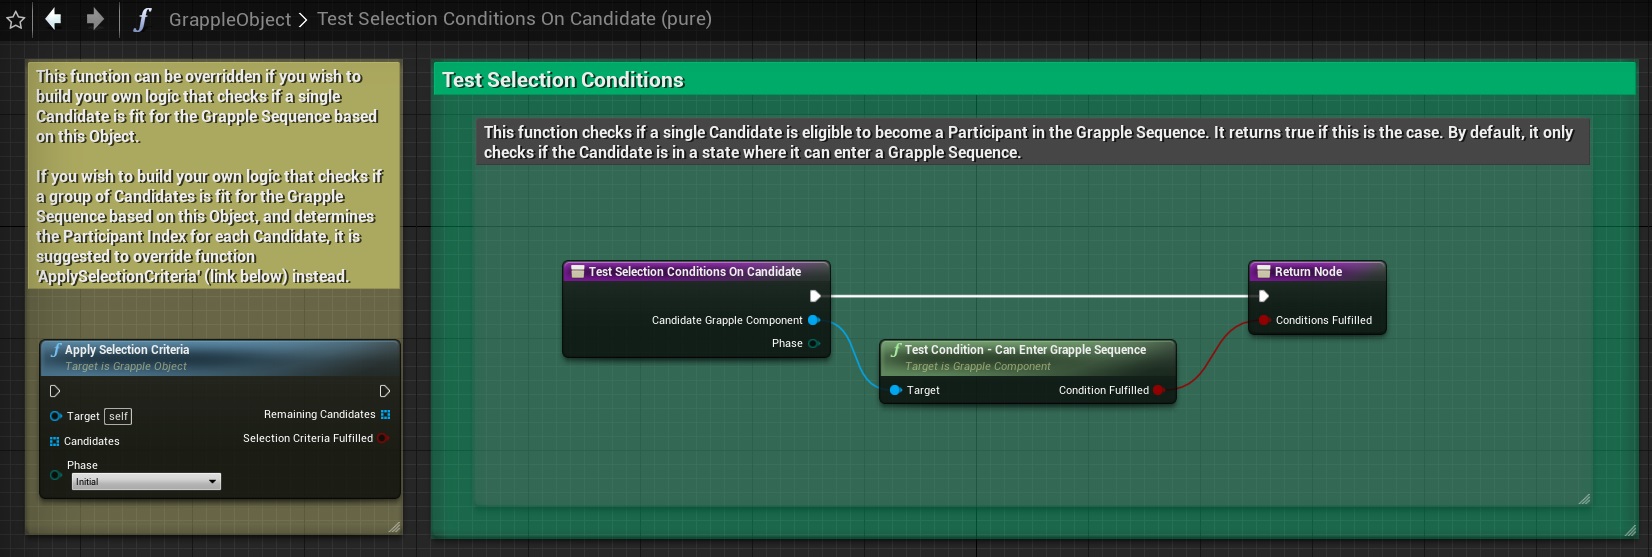 GrappleObject > Test Selection Conditions On Candidate (pure)
This function can be overridden if you wish to
build your own logic that checks if a single
Candidate is fit for the Grapple Sequence based
on this Object.
If you wish to build your own logic that checks if
a group of Candidates is fit for the Grapple
Sequence based on this Object, and determines
the Participant Index for each Candidate, it is
suggested to override function
'ApplySelectionCriteria' (link below) instead.
f Apply Selection Criteria
Target is Grapple Object
Target self
Remaining Candidates
Candidates
Selection Criteria Fulfilled
Phase
Initial
Test Selection Conditions
This function checks if a single Candidate is eligible to become a Participant in the Grapple Sequence. It returns true if this is the case. By default, it only
checks if the Candidate is in a state where it can enter a Grapple Sequence.
Test Selection Conditions On Candidate
Candidate Grapple Component
Phase
f Test Condition - Can Enter Grapple Sequence
Target is Grapple Component
Target
Condition Fulfilled
Return Node
Conditions Fulfilled